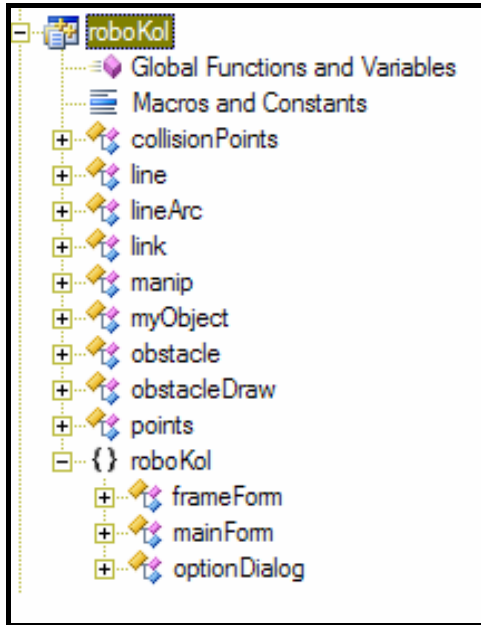 roboKol
Global Functions and Variables
Macros and Constants
collisionPoints
line
lineArc
link
manip
myObject
obstacle
obstacleDraw
points
{} roboKol
frameForm
mainForm
optionDialog